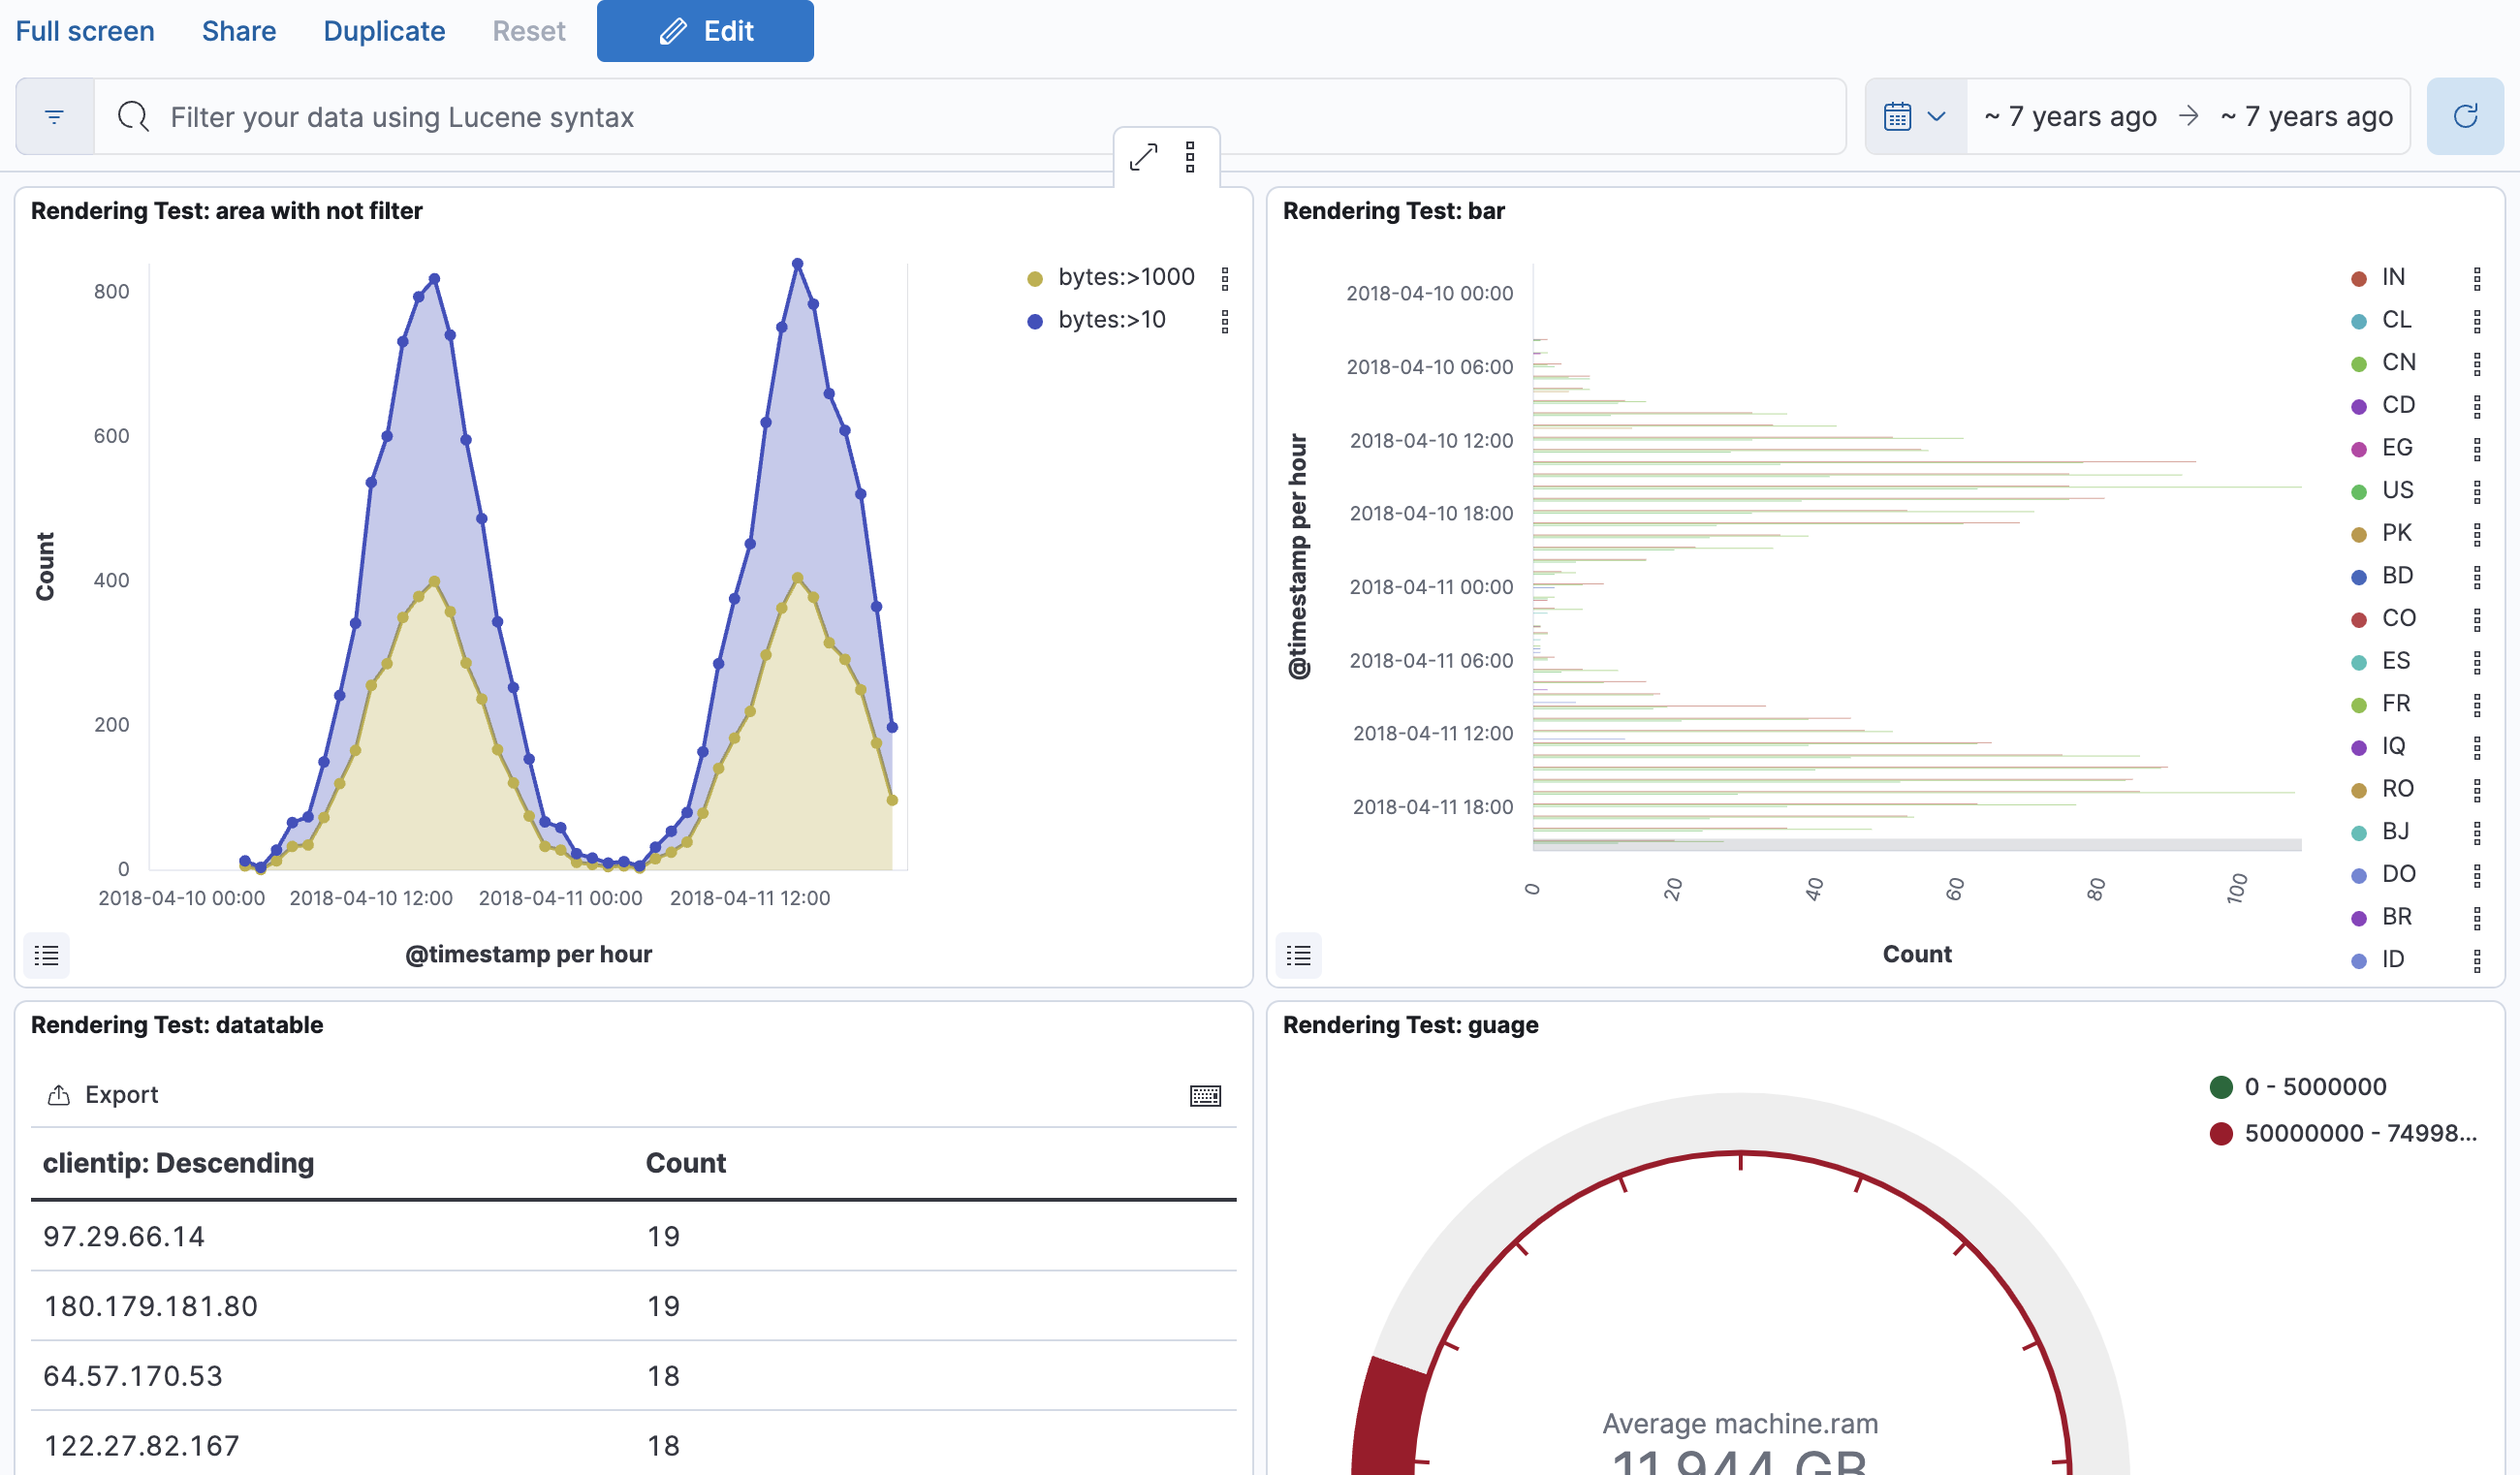 Full screen Share Duplicate Reset Edit
Filter your data using Lucene syntax
~ 7 years ago → ~ 7 years ago
Rendering Test: area with not filter
800
600
400
200
0
Count
2018-04-10 00:00 2018-04-10 12:00 2018-04-11 00:00 2018-04-11 12:00
@timestamp per hour
bytes:>1000
bytes:>10
Rendering Test: bar
@timestamp per hour
2018-04-10 00:00
2018-04-10 06:00
2018-04-10 12:00
2018-04-10 18:00
2018-04-11 00:00
2018-04-11 06:00
2018-04-11 12:00
2018-04-11 18:00
0 20 40 60 80 100
Count
IN
CL
CN
CD
EG
US
PK
BD
CO
ES
FR
IQ
RO
BJ
DO
BR
ID
Rendering Test: datatable
Export
clientip: Descending Count
97.29.66.14 19
180.179.181.80 19
64.57.170.53 18
122.27.82.167 18
Rendering Test: guage
0 - 5000000
50000000 - 74998...
Average machine.ram
11.944 GB